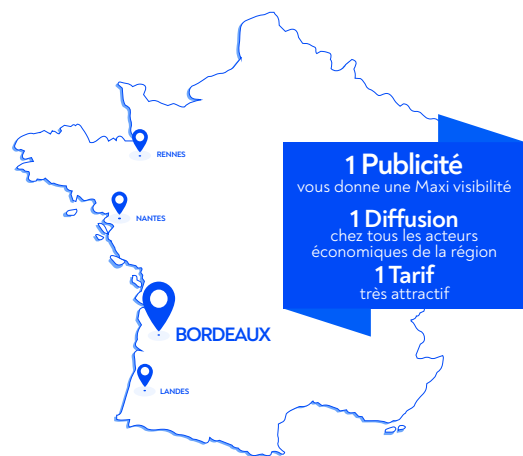 RENNES
1 Publicité
vous donne une Maxi visibilité
NANTES
1 Diffusion
chez tous les acteurs
économiques de la région
1 Tarif
très attractif
BORDEAUX
LANDES